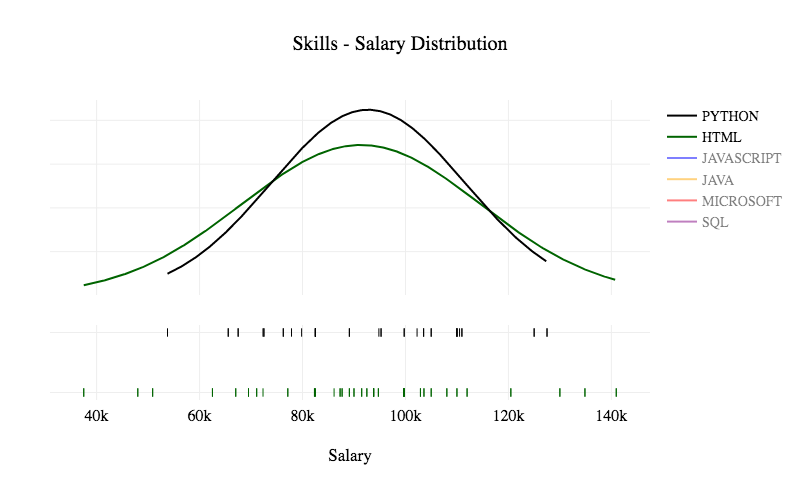 Skills - Salary Distribution
PYTHON
HTML
JAVASCRIPT
JAVA
MICROSOFT
SQL
40k 60k 80k 100k 120k 140k
Salary